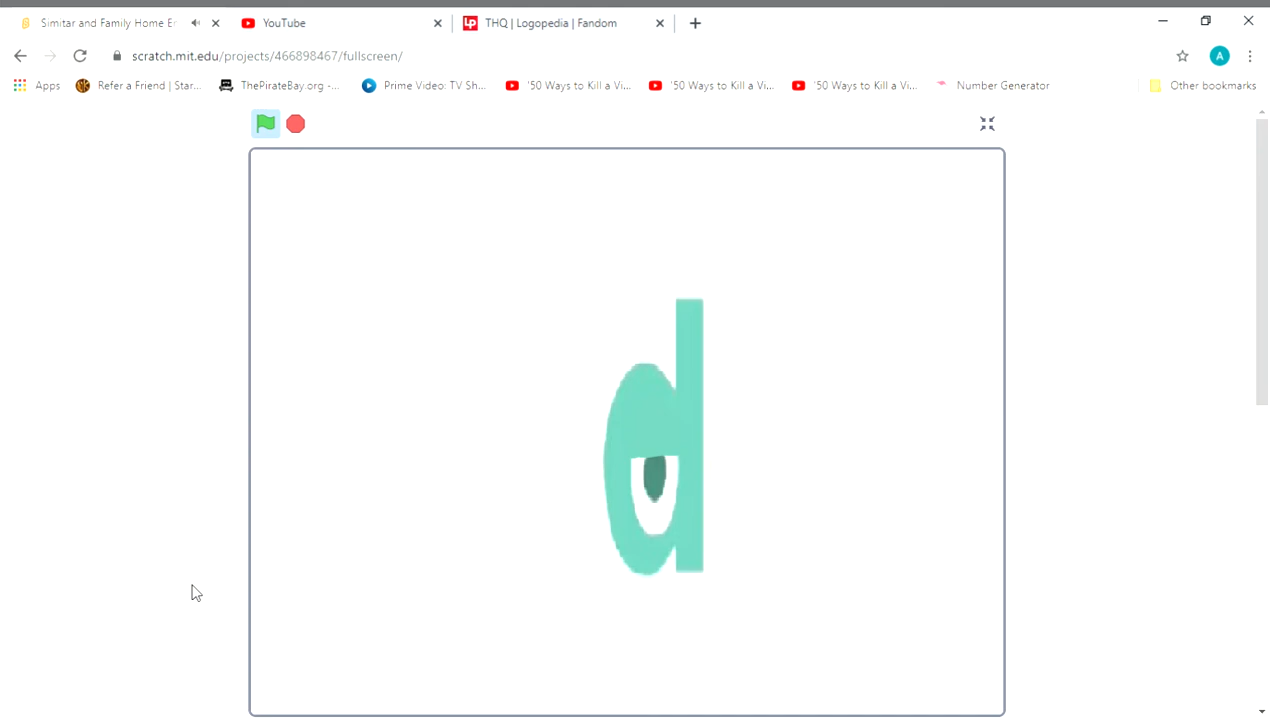 Simitar and Family Home Er
YouTube
LP THQ | Logopedia | Fandom
scratch.mit.edu/projects/466898467/fullscreen/
A
Apps
Refer a Friend | Star...
ThePirateBay.org -...
Prime Video: TV Sh...
'50 Ways to Kill a Vi...
'50 Ways to Kill a Vi...
'50 Ways to Kill a Vi...
Number Generator
Other bookmarks
d